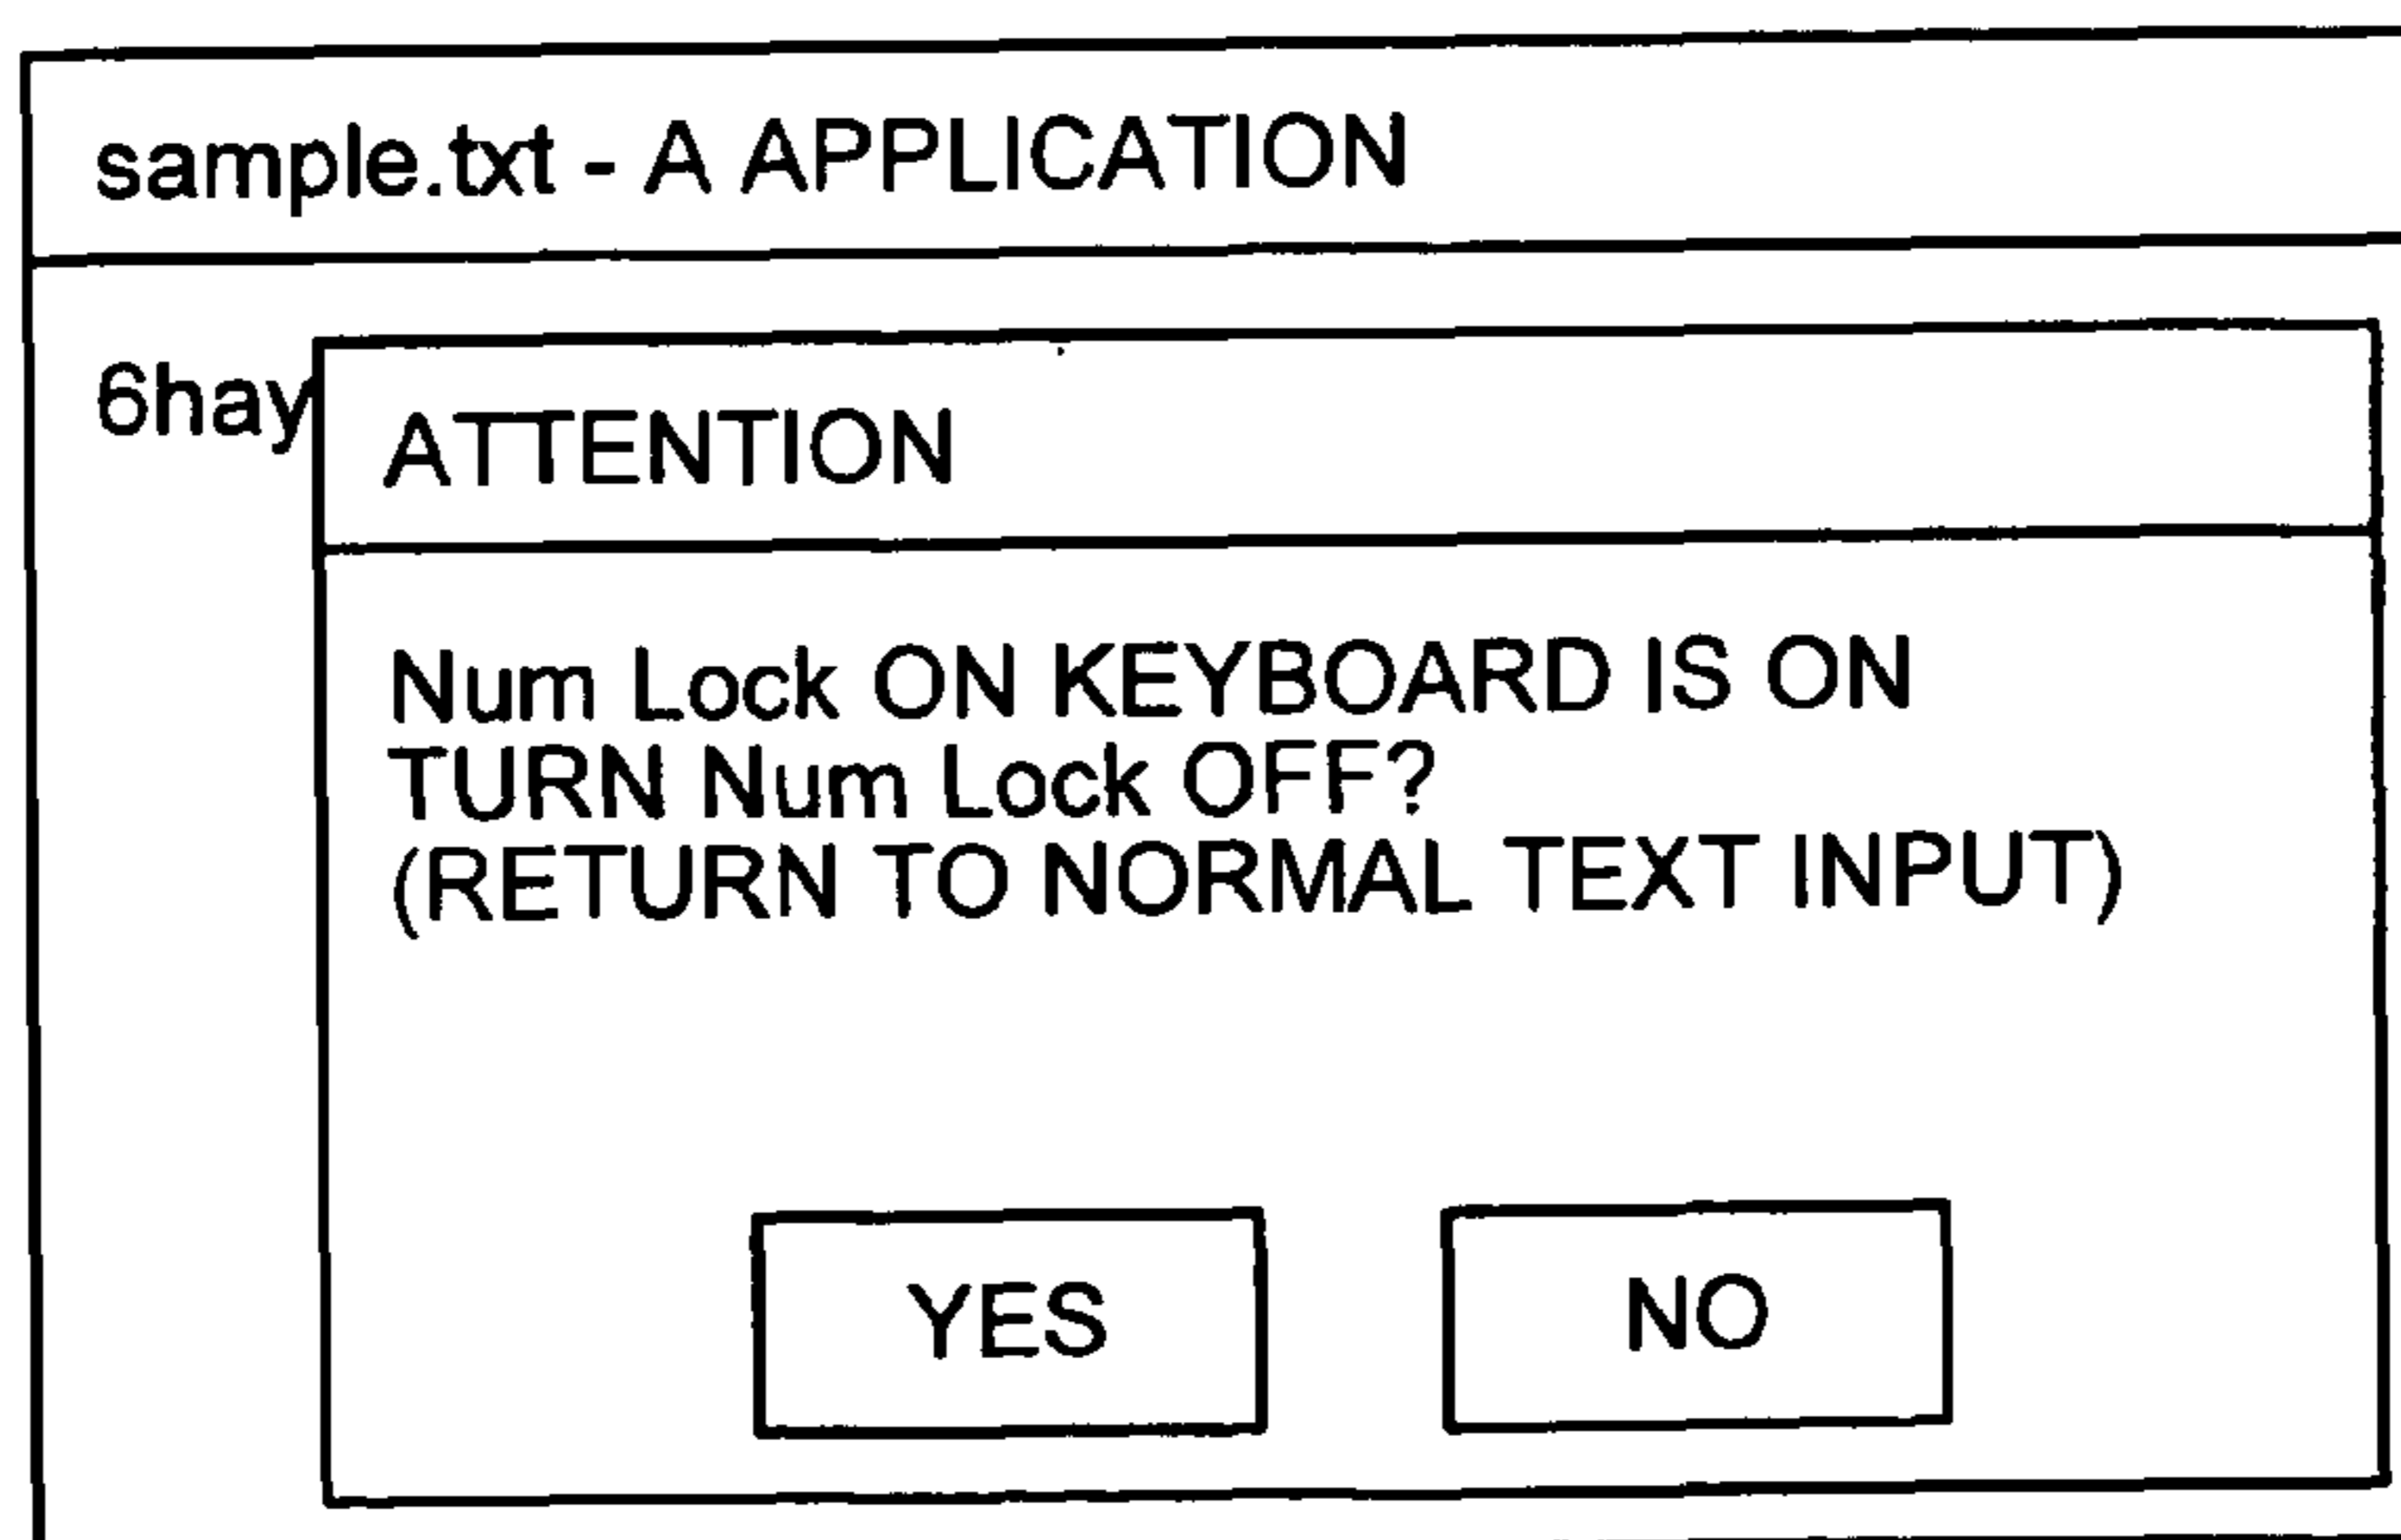 sample.txt - A APPLICATION
6hay
ATTENTION
Num Lock ON KEYBOARD IS ON
TURN Num Lock OFF?
(RETURN TO NORMAL TEXT INPUT)
YES
NO